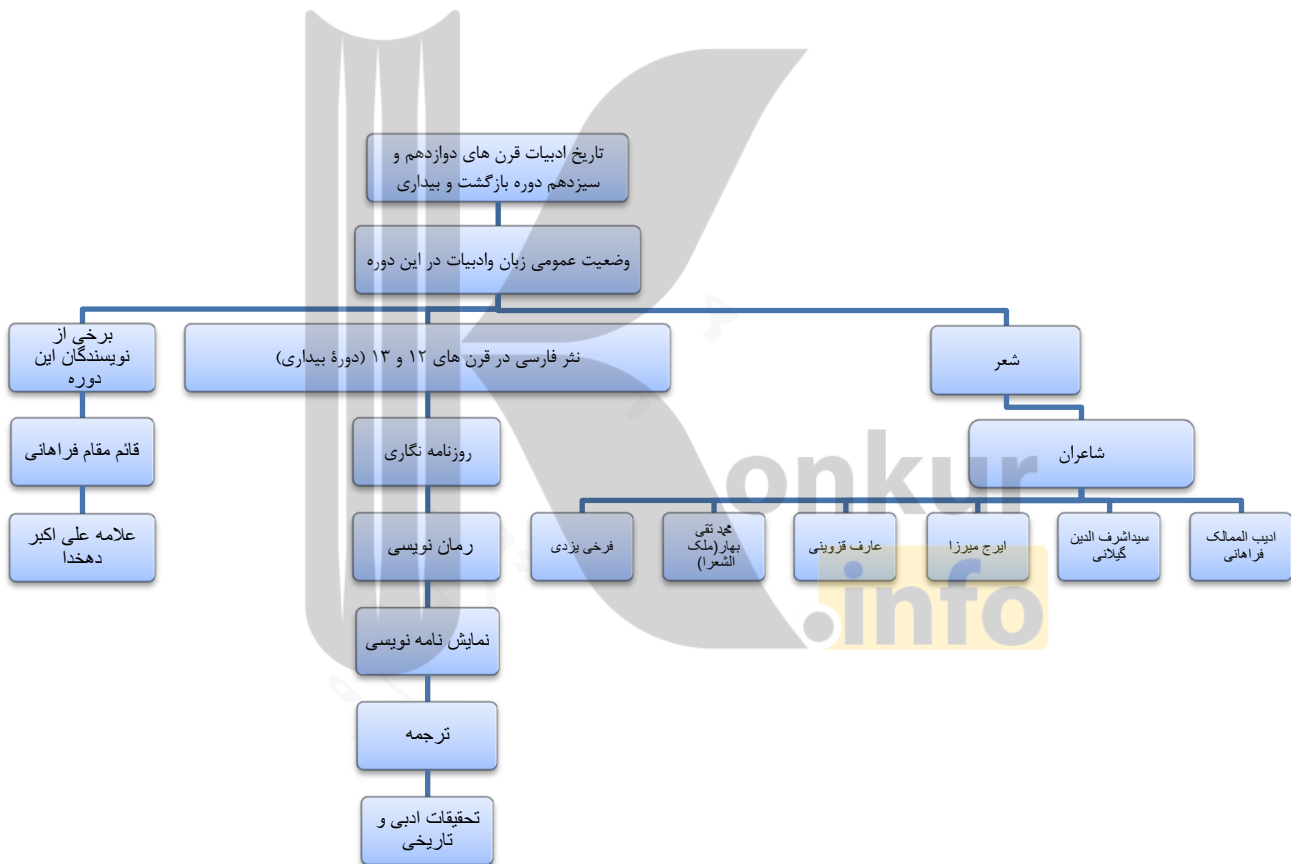 تاریخ ادبیات قرن های دوازدهم و
سیزدهم دوره بازگشت و بیداری
وضعیت عمومی زبان وادبیات در این دوره
شعر
نثر فارسی در قرن های ۱۲ و ۱۳ (دورۀ بیداری)
برخی از
نویسندگان این
دوره
شاعران
روزنامه نگاری
قائم مقام فراهانی
ادیب الممالک
فراهانی
سیداشرف الدین
گیلانی
ایرج میرزا
عارف قزوینی
محمد تقی
بهار(ملک
الشعرا)
فرخی یزدی
رمان نویسی
علامه علی اکبر
دهخدا
نمایش نامه نویسی
ترجمه
تحقیقات ادبی و
تاریخی
onkur
.info